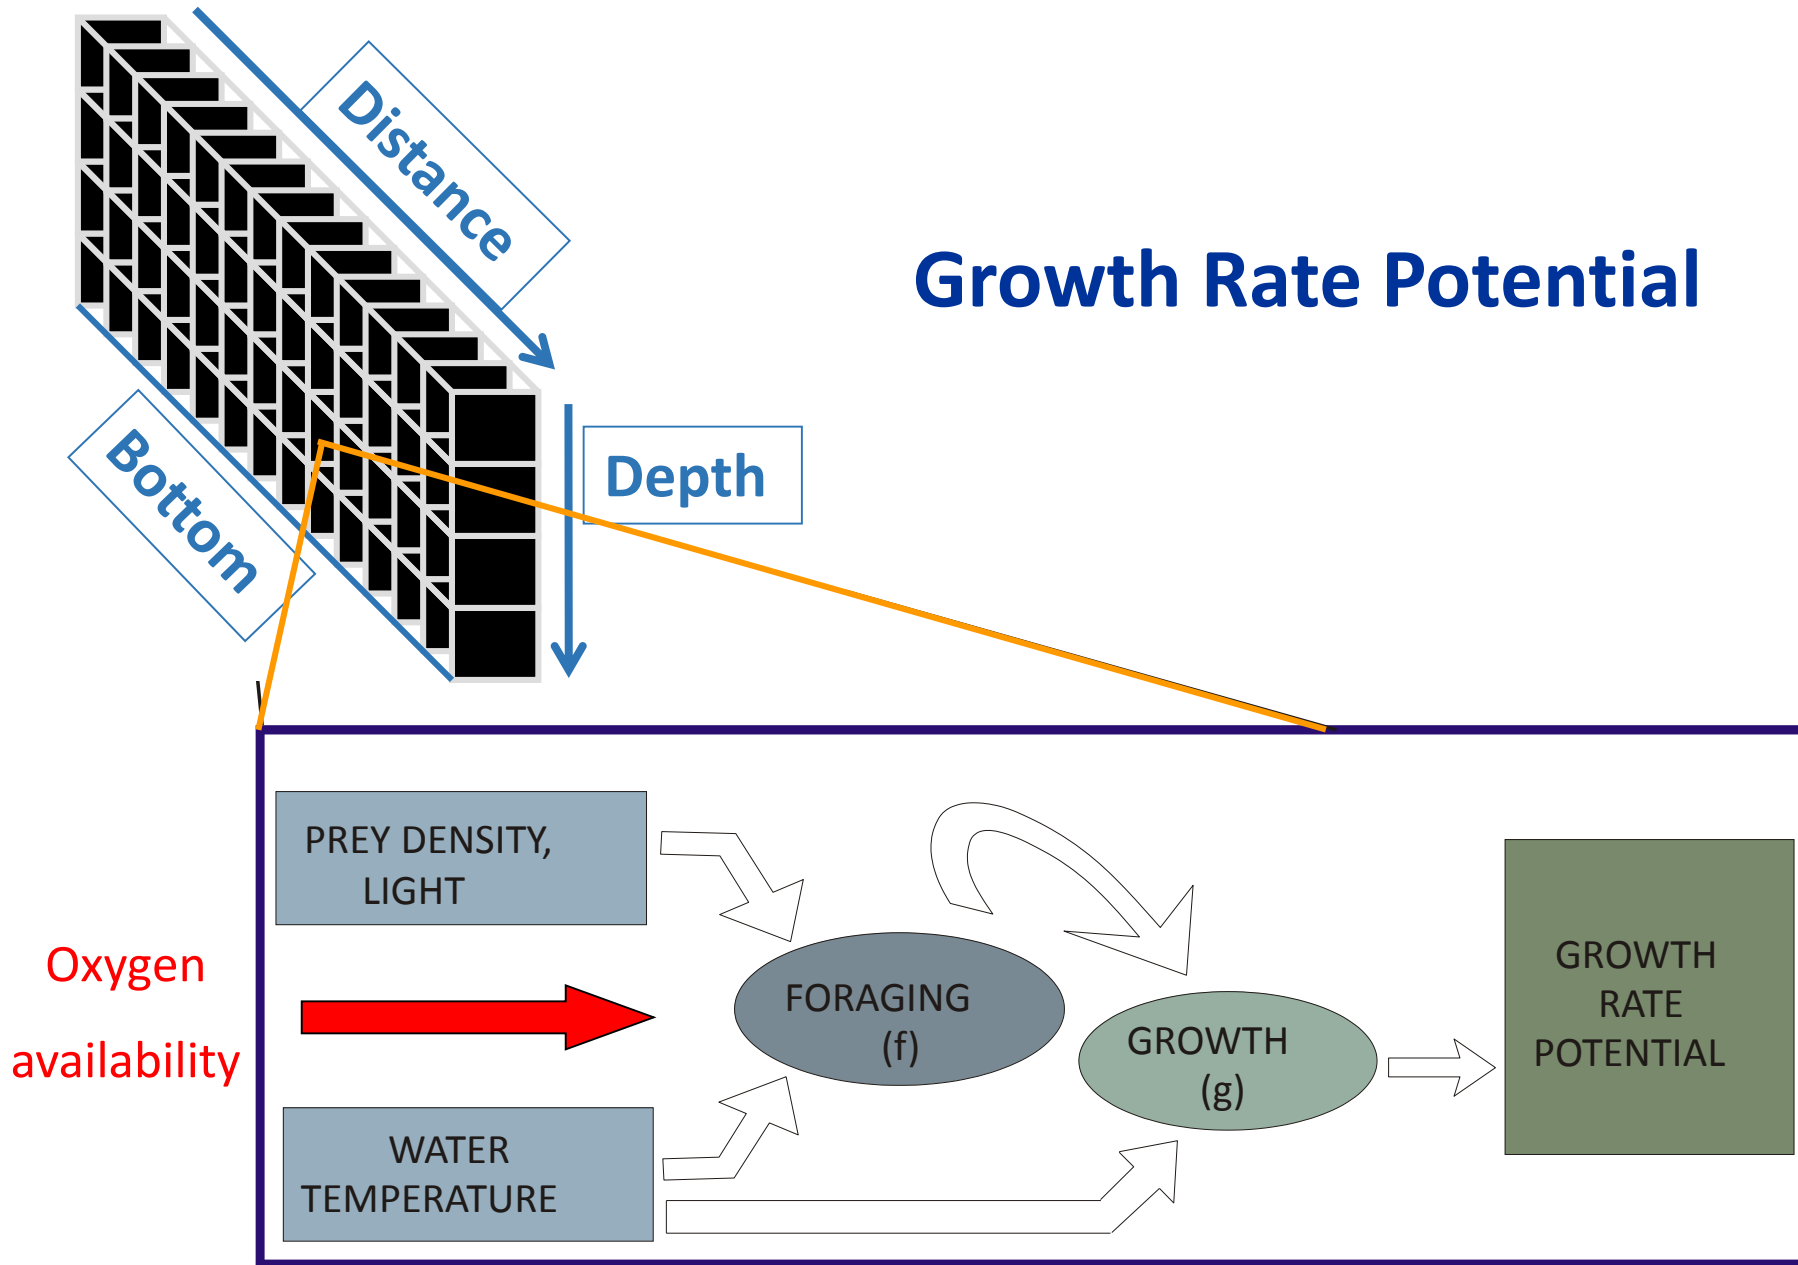 Distance
Growth Rate Potential
Depth
Bottom
PREY DENSITY,
LIGHT
Oxygen
availability
FORAGING
(f)
GROWTH
(g)
GROWTH
RATE
POTENTIAL
WATER
TEMPERATURE